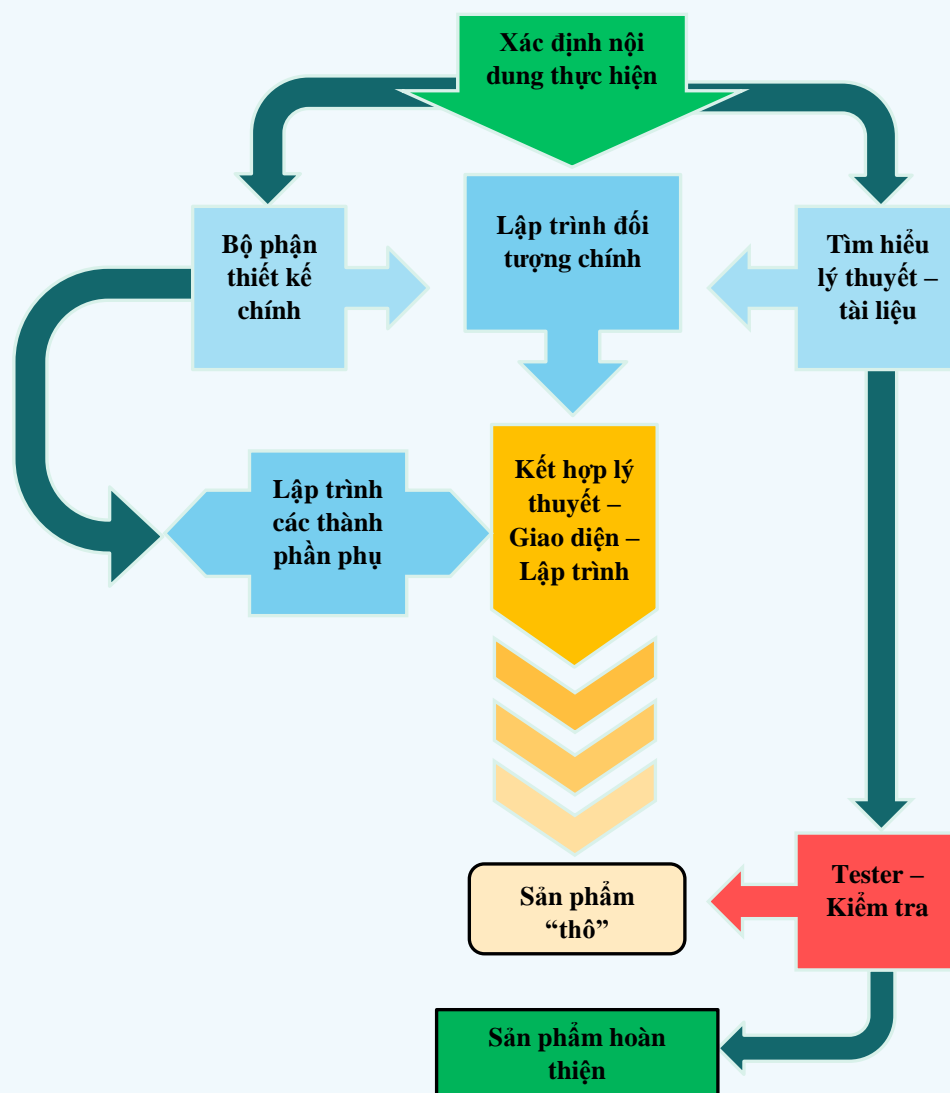 Xác định nội
dung thực hiện
Bộ phận
thiết kế
chính
Lập trình đối
tượng chính
Tìm hiểu
lý thuyết –
tài liệu
Lập trình
các thành
phần phụ
Kết hợp lý
thuyết –
Giao diện –
Lập trình
Sản phẩm
“thô”
Tester –
Kiểm tra
Sản phẩm hoàn
thiện